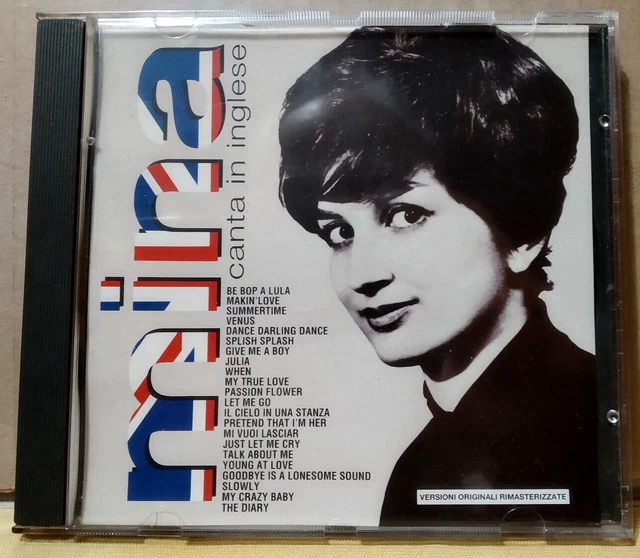 mina
canta in inglese
BE BOP A LULA
MAKIN'LOVE
SUMMERTIME
VENUS
DANCE DARLING DANCE
SPLISH SPLASH
GIVE ME A BOY
JULIA
WHEN
MY TRUE LOVE
PASSION FLOWER
LET ME GO
IL CIELO IN UNA STANZA
PRETEND THAT I'M HER
MI VUOI LASCIAR
JUST LET ME CRY
TALK ABOUT ME
YOUNG AT LOVE
GOODBYE IS A LONESOME SOUND
SLOWLY
MY CRAZY BABY
THE DIARY
VERSIONI ORIGINALI RIMASTERIZZATE